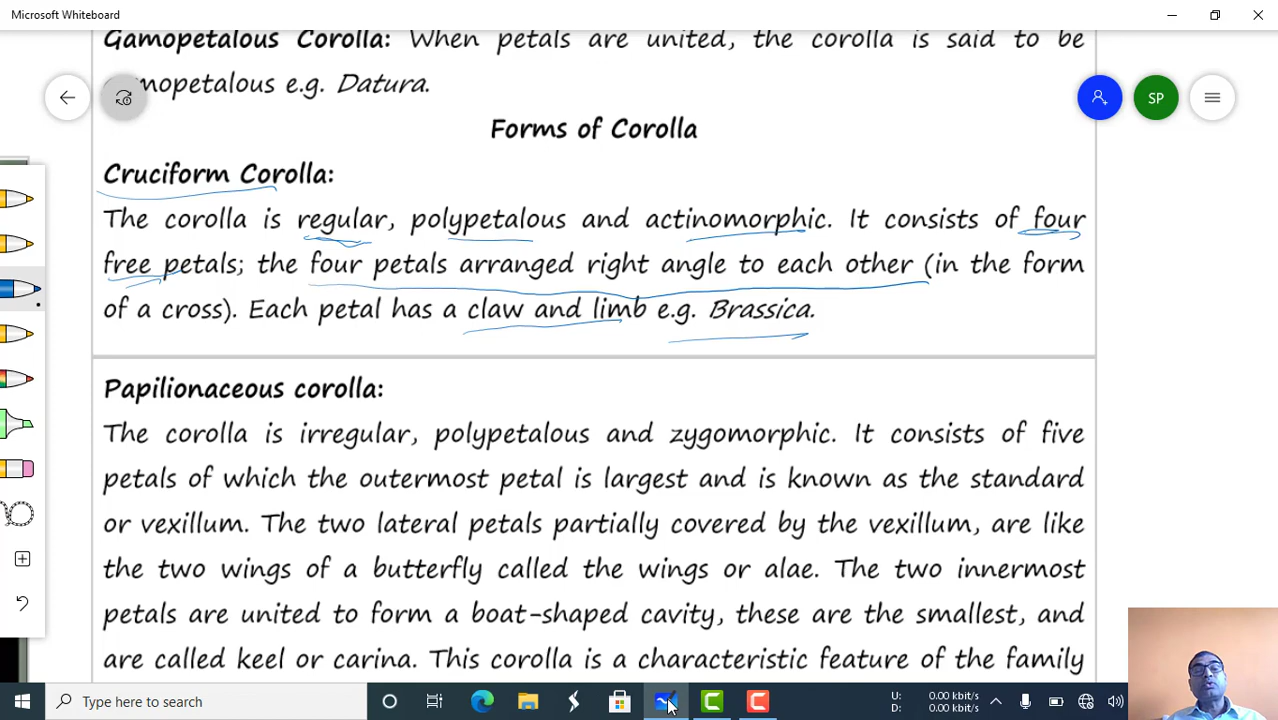 Microsoft Whiteboard
Gamopetalous Corolla: When petals are united, the corolla is said to be
gamopetalous e.g. Datura.
SP
Forms of Corolla
Cruciform Corolla:
The corolla is regular, polypetalous and actinomorphic. It consists of four
free petals; the four petals arranged right angle to each other (in the form
of a cross). Each petal has a claw and limb e.g. Brassica.
Papilionaceous corolla:
The corolla is irregular, polypetalous and zygomorphic. It consists of five
petals of which the outermost petal is largest and is known as the standard
or vexillum. The two lateral petals partially covered by the vexillum, are like
the two wings of a butterfly called the wings or alae. The two innermost
petals are united to form a boat-shaped cavity, these are the smallest, and
are called keel or carina. This corolla is a characteristic feature of the family
Type here to search
U: 0.00 kbit/s
D: 0.00 kbit/s